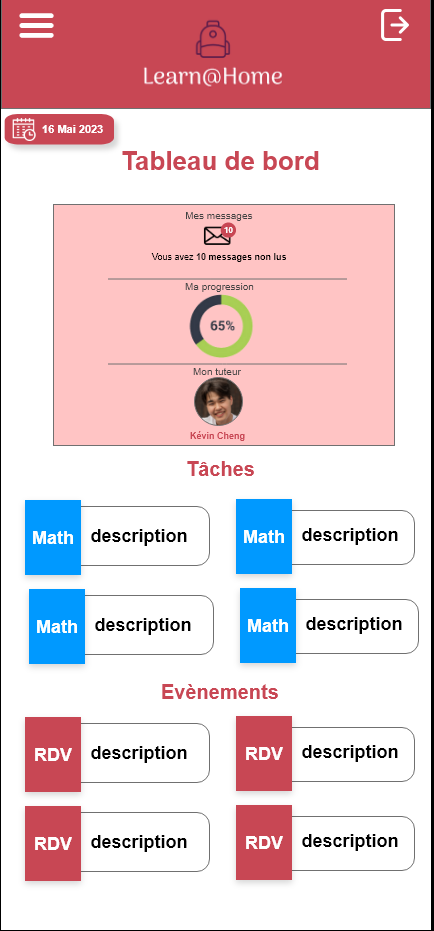 Learn@Home
16 Mai 2023
Tableau de bord
Mes messages
10
Vous avez 10 messages non lus
Ma progression
65%
Mon tuteur
Kévin Cheng
Tâches
Math description
Math description
Math description
Math description
Evènements
RDV description
RDV description
RDV description
RDV description